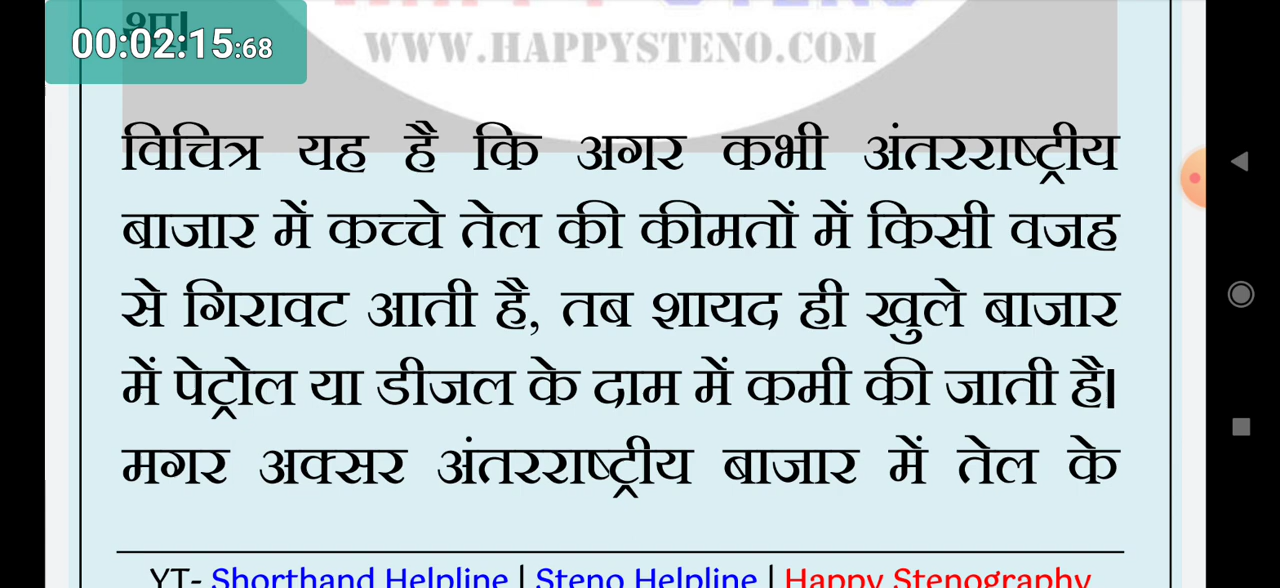 था।
00:02:15:68
WWW.HAPPYSTENO.COM
विचित्र यह है कि अगर कभी अंतरराष्ट्रीय
बाजार में कच्चे तेल की कीमतों में किसी वजह
से गिरावट आती है, तब शायद ही खुले बाजार
में पेट्रोल या डीजल के दाम में कमी की जाती है।
मगर अक्सर अंतरराष्ट्रीय बाजार में तेल के
YT- Shorthand Helpline | Steno Helpline | Happy Stenography